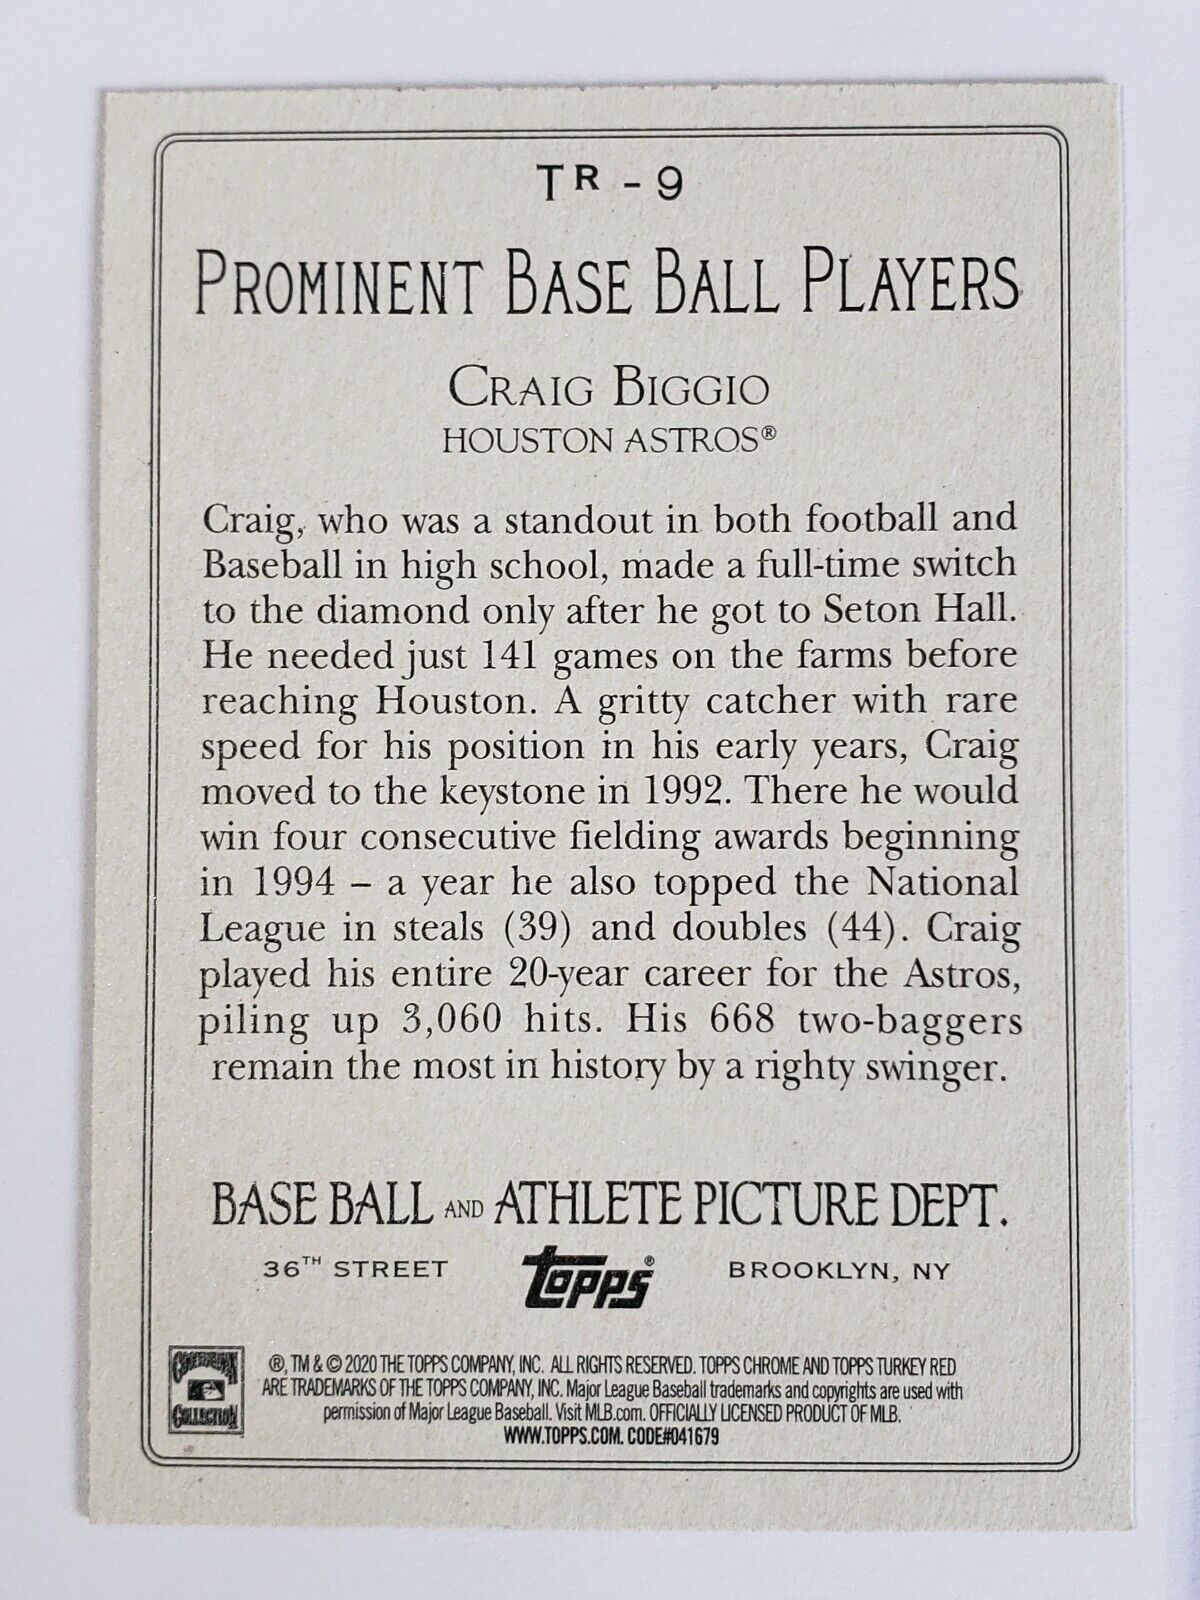 TR - 9
PROMINENT BASE BALL PLAYERS
CRAIG BIGGIO
HOUSTON ASTROS®
Craig, who was a standout in both football and
Baseball in high school, made a full-time switch
to the diamond only after he got to Seton Hall.
He needed just 141 games on the farms before
reaching Houston. A gritty catcher with rare
speed for his position in his early years, Craig
moved to the keystone in 1992. There he would
win four consecutive fielding awards beginning
in 1994 – a year he also topped the National
League in steals (39) and doubles (44). Craig
played his entire 20-year career for the Astros,
piling up 3,060 hits. His 668 two-baggers
remain the most in history by a righty swinger.
BASE BALL AND ATHLETE PICTURE DEPT.
36TH STREET topps® BROOKLYN, NY
COOPERSTOWN
COLLECTION
®, TM & © 2020 THE TOPPS COMPANY, INC. ALL RIGHTS RESERVED. TOPPS CHROME AND TOPPS TURKEY RED
ARE TRADEMARKS OF THE TOPPS COMPANY, INC. Major League Baseball trademarks and copyrights are used with
permission of Major League Baseball. Visit MLB.com. OFFICIALLY LICENSED PRODUCT OF MLB.
WWW.TOPPS.COM. CODE#041679